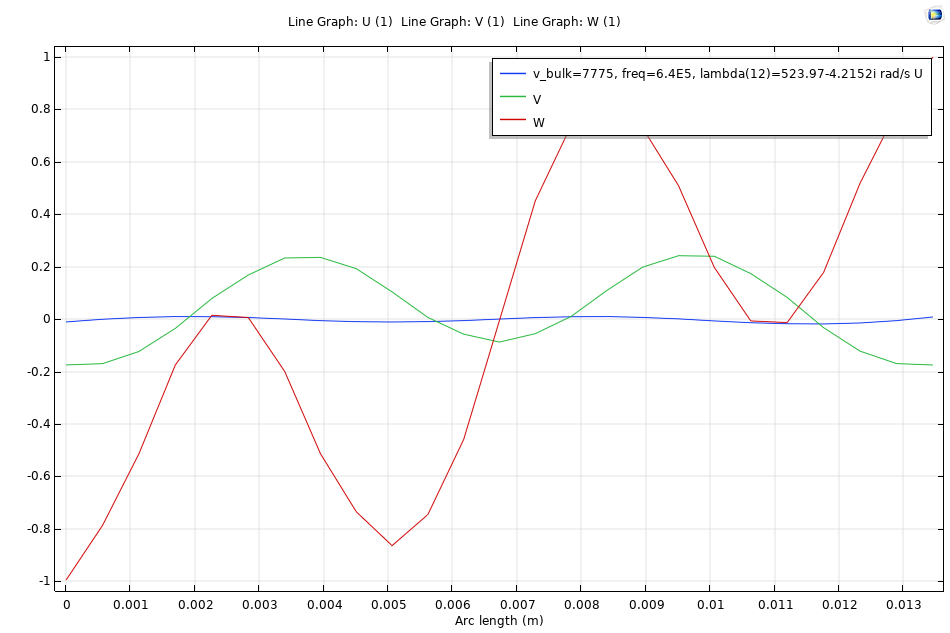 Line Graph: U (1)  Line Graph: V (1)  Line Graph: W (1)
v_bulk=7775, freq=6.4E5, lambda(12)=523.97-4.2152i rad/s U
V
W
1
0.8
0.6
0.4
0.2
0
-0.2
-0.4
-0.6
-0.8
-1
0 0.001 0.002 0.003 0.004 0.005 0.006 0.007 0.008 0.009 0.01 0.011 0.012 0.013
Arc length (m)